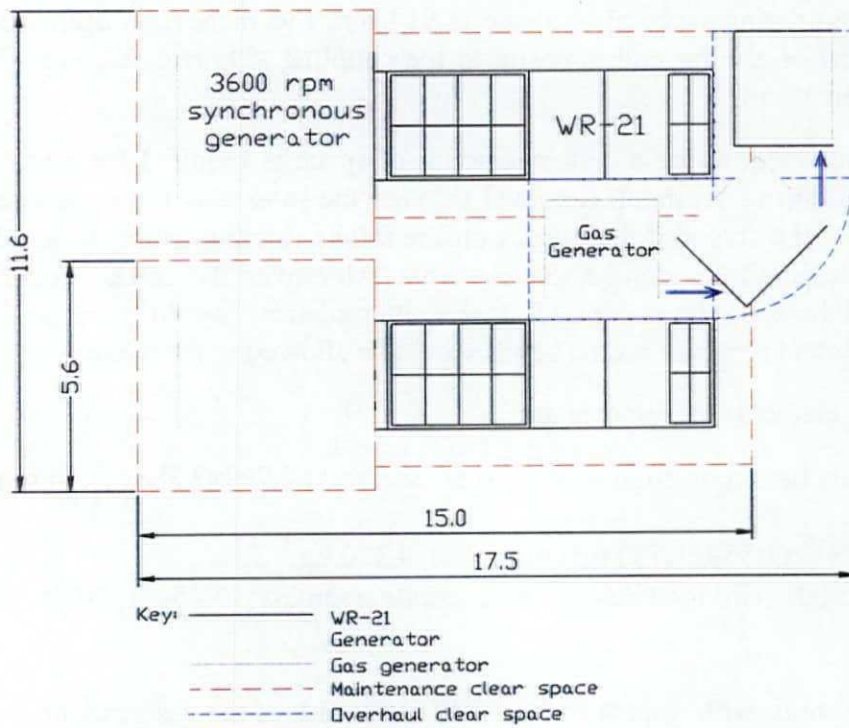 3600 rpm
synchronous
generator
WR-21
Gas
Generator
11.6
5.6
15.0
17.5
Key:
WR-21
Generator
Gas generator
Maintenance clear space
Overhaul clear space